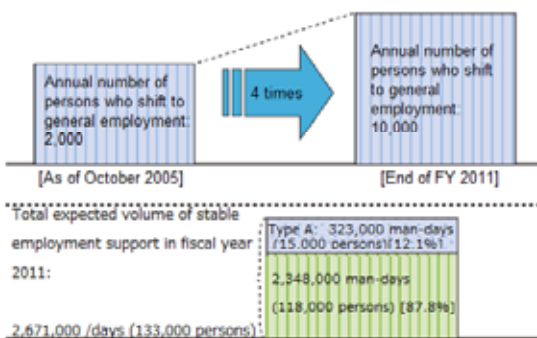 Annual number of
persons who shift to
general employment:
2,000
4 times
Annual number of
persons who shift
to general
employment:
10,000
[As of October 2005]
[End of FY 2011]
Total expected volume of stable
employment support in fiscal year
2011:
2,671,000 /days (133,000 persons)
Type A: 323,000 man-days
(15,000 persons)[12.1%]
2,348,000 man-days
(118,000 persons) [87.8%]